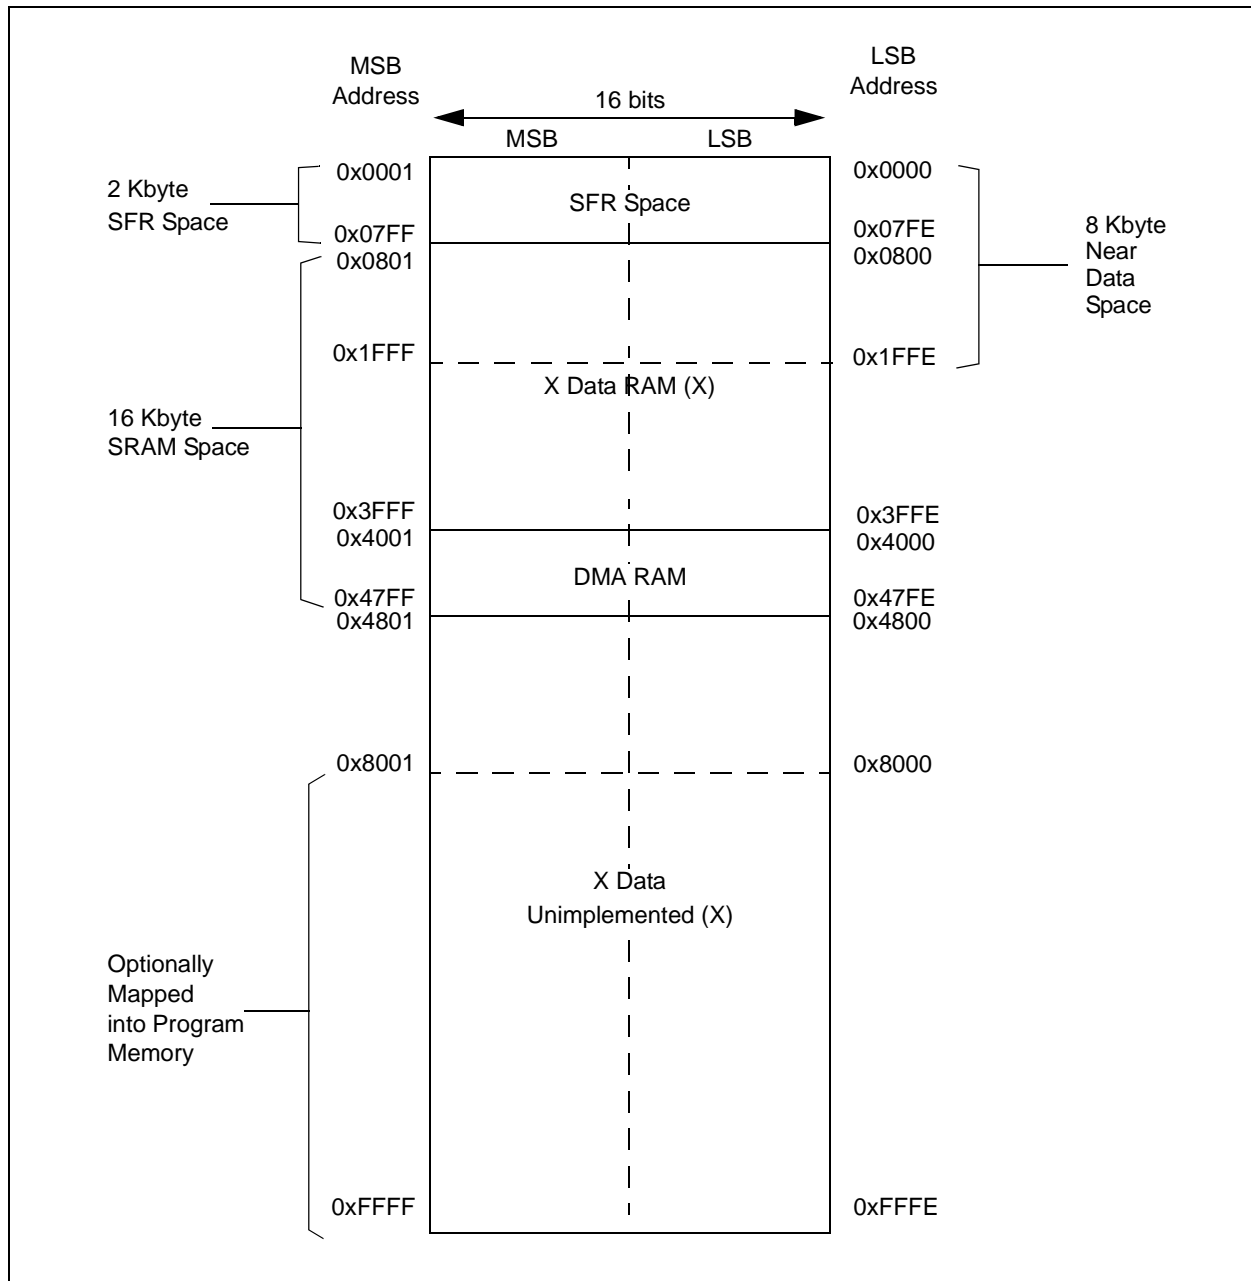 MSB
Address
LSB
Address
16 bits
MSB
LSB
0x0001
0x0000
2 Kbyte
SFR Space
SFR Space
0x07FF
0x07FE
0x0801
0x0800
8 Kbyte
Near
Data
Space
0x1FFF
0x1FFE
X Data RAM (X)
16 Kbyte
SRAM Space
0x3FFF
0x3FFE
0x4001
0x4000
DMA RAM
0x47FF
0x47FE
0x4801
0x4800
0x8001
0x8000
X Data
Unimplemented (X)
Optionally
Mapped
into Program
Memory
0xFFFF
0xFFFE